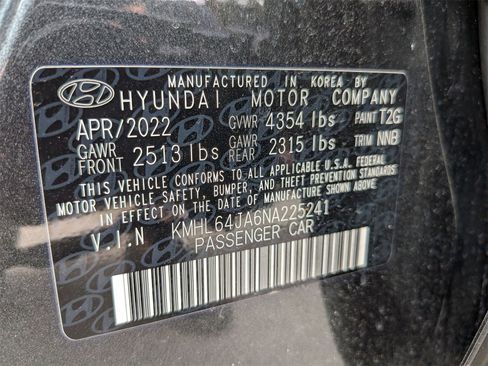 MANUFACTURED IN KOREA BY
HYUNDAI MOTOR COMPANY
APR/2022 GVWR 4354 lbs PAINT T2G
GAWR FRONT 2513 lbs GAWR REAR 2315 lbs TRIM NNB
THIS VEHICLE CONFORMS TO ALL APPLICABLE U.S.A. FEDERAL
MOTOR VEHICLE SAFETY, BUMPER, AND THEFT PREVENTION
STANDARDS IN EFFECT ON THE DATE OF MANUFACTURE SHOWN ABOVE.
V.I.N KMHL64JA6NA225241
PASSENGER CAR